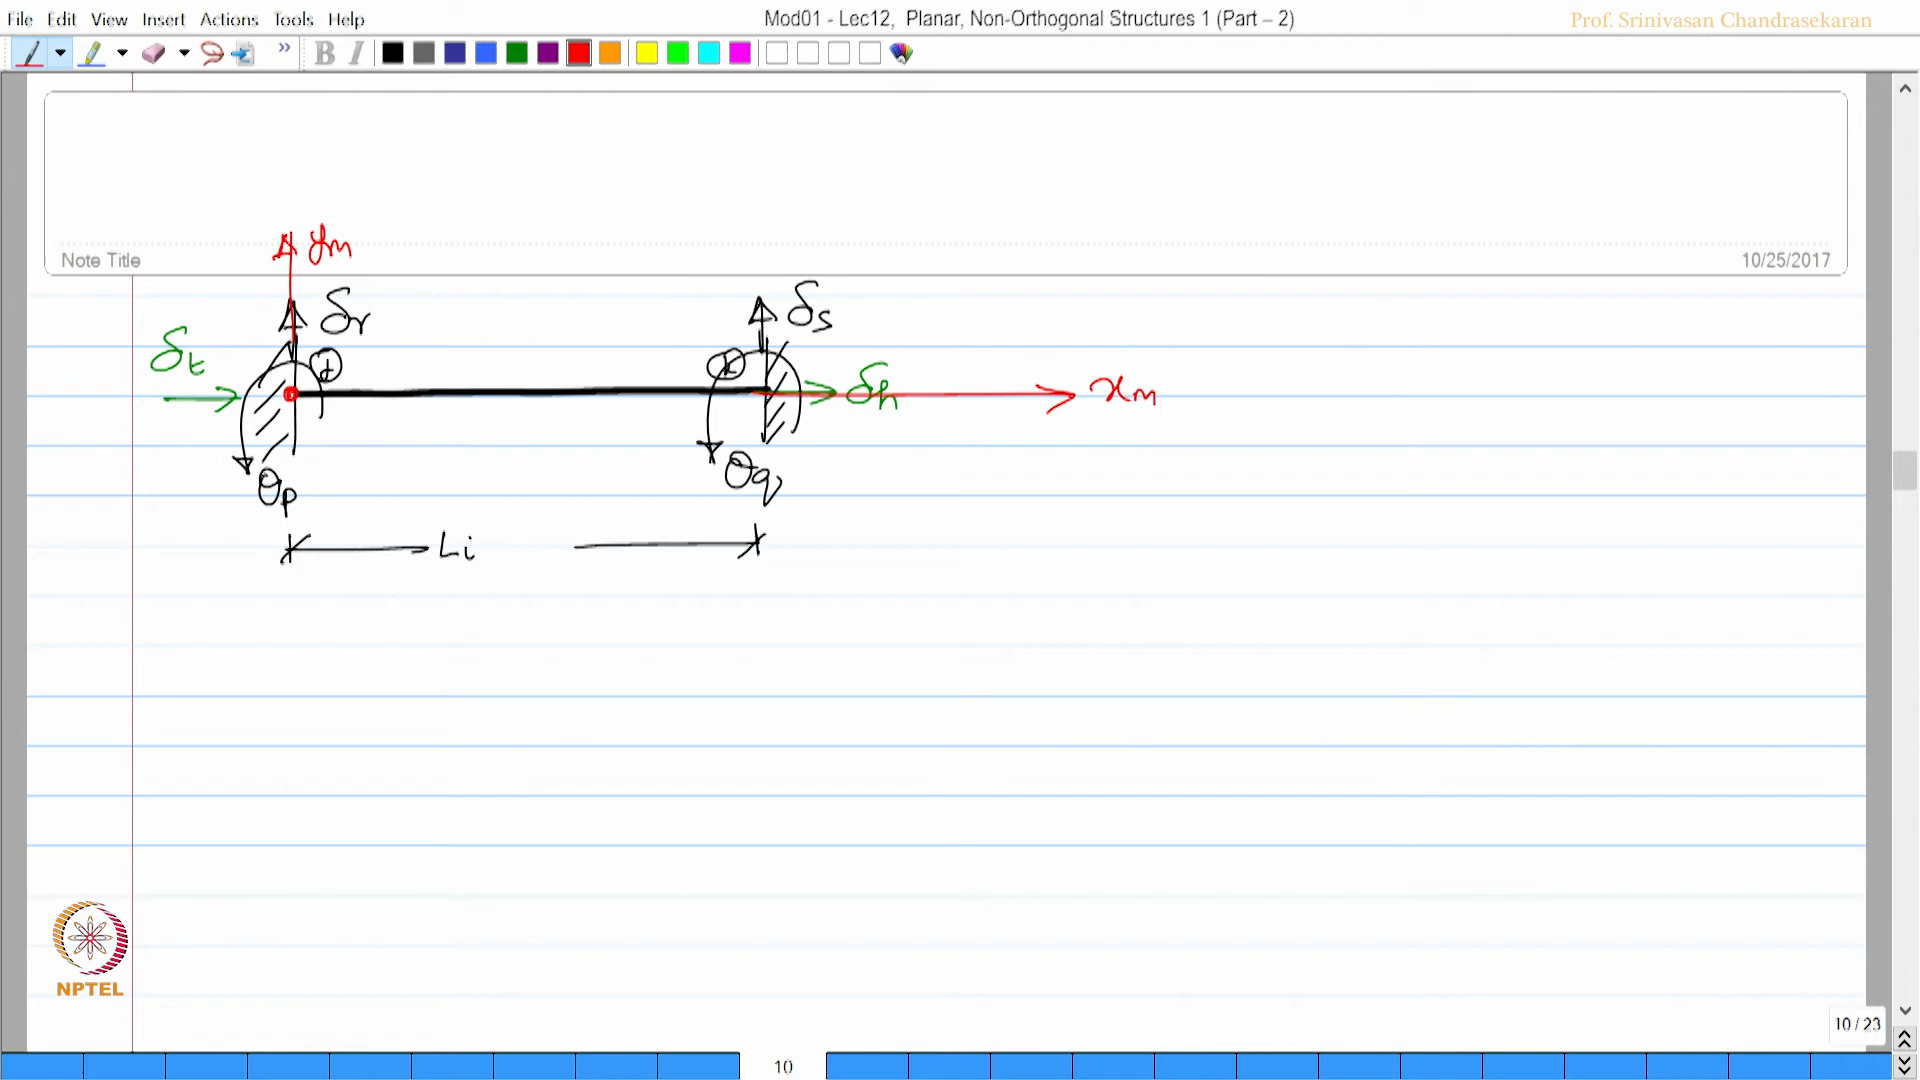 File Edit View Insert Actions Tools Help
Mod01 - Lec12, Planar, Non-Orthogonal Structures 1 (Part – 2)
Prof. Srinivasan Chandrasekaran
B I
Note Title
10/25/2017
ym
δr
δs
δt
j
k
δh
xm
θp
θq
Li
NPTEL
10 / 23
10